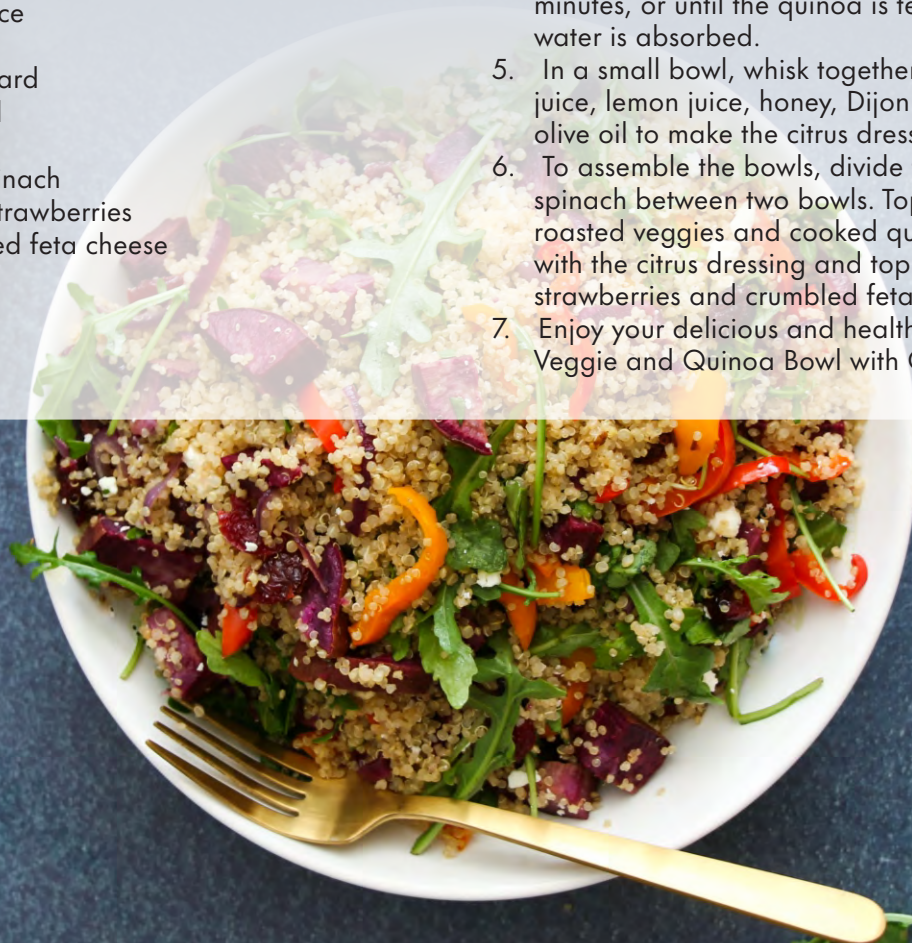 ce
ard
l
nach
trawberries
ed feta cheese
minutes, or until the quinoa is te
water is absorbed.
5. In a small bowl, whisk together
juice, lemon juice, honey, Dijon
olive oil to make the citrus dress
6. To assemble the bowls, divide
spinach between two bowls. Top
roasted veggies and cooked qu
with the citrus dressing and top
strawberries and crumbled feta
7. Enjoy your delicious and health
Veggie and Quinoa Bowl with C